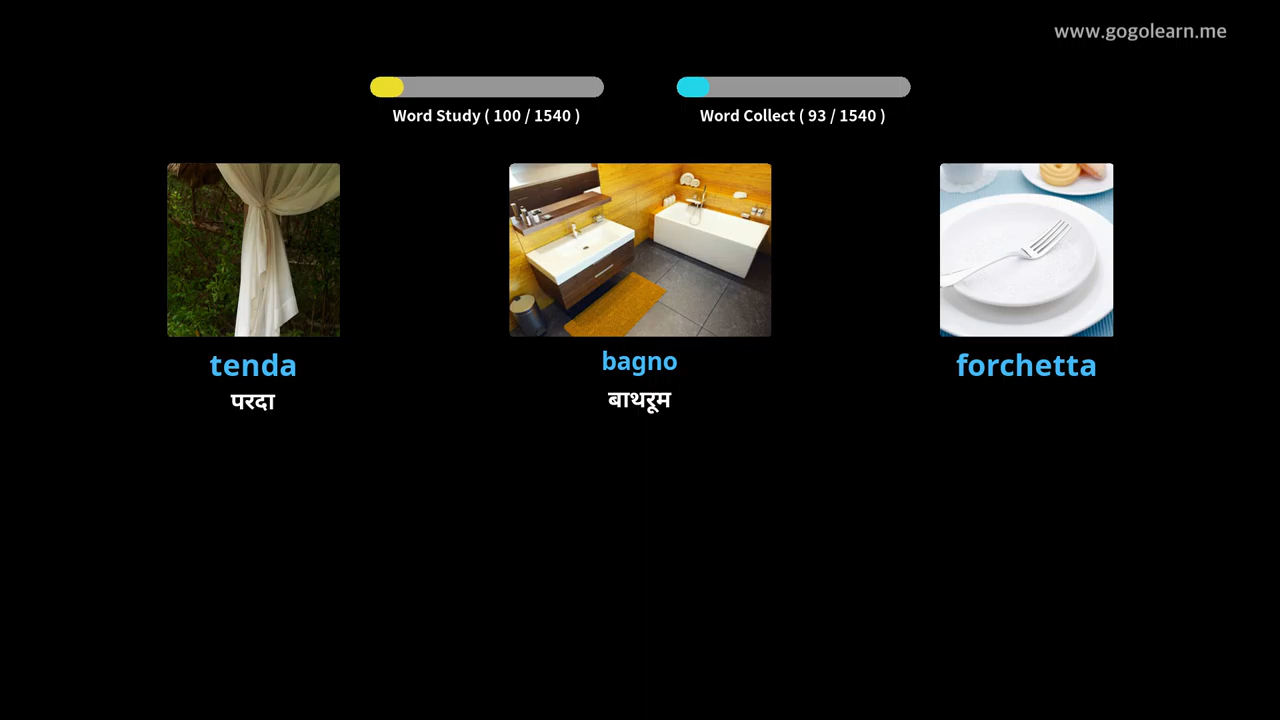 www.gogolearn.me
Word Study ( 100 / 1540 )
Word Collect ( 93 / 1540 )
tenda
परदा
bagno
बाथरूम
forchetta